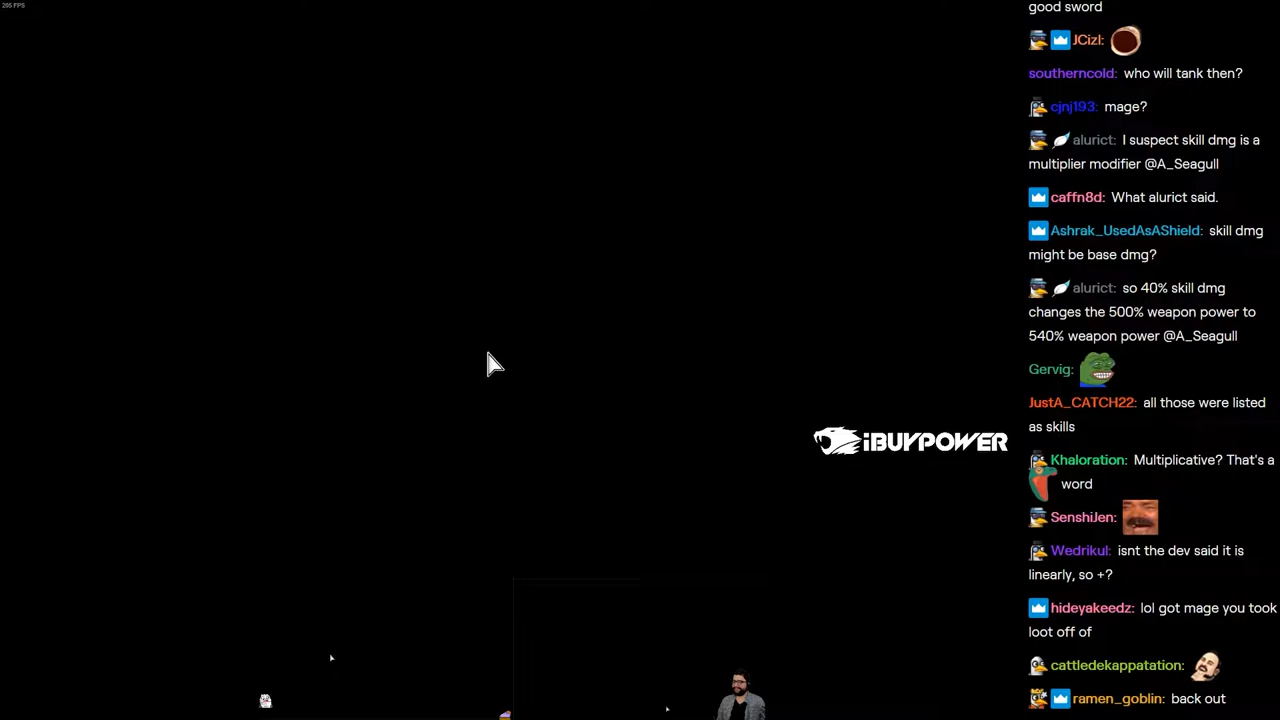 205 FPS
good sword
JCizl:
southerncold: who will tank then?
cjnj193: mage?
alurict: I suspect skill dmg is a
multiplier modifier @A_Seagull
caffn8d: What alurict said.
Ashrak_UsedAsAShield: skill dmg
might be base dmg?
alurict: so 40% skill dmg
changes the 500% weapon power to
540% weapon power @A_Seagull
Gervig:
JustA_CATCH22: all those were listed
as skills
iBUYPOWER
Khaloration: Multiplicative? That's a
word
SenshiJen:
Wedrikul: isnt the dev said it is
linearly, so +?
hideyakeedz: lol got mage you took
loot off of
cattledekappatation:
ramen_goblin: back out